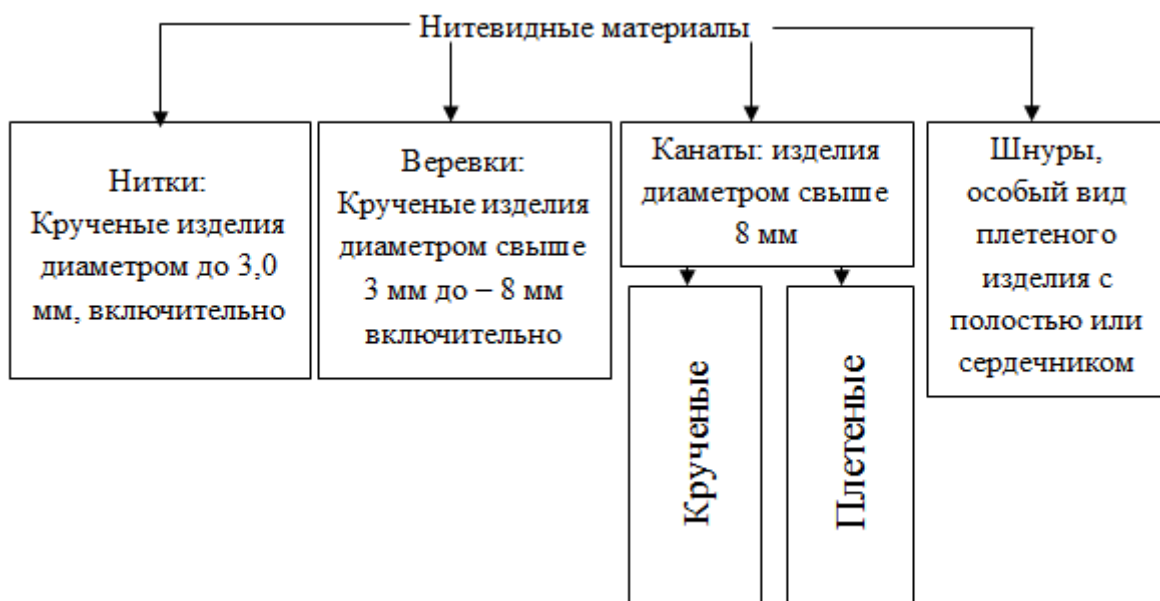 Нитевидные материалы
Нитки:
Крученые изделия
диаметром до 3,0
мм, включительно
Веревки:
Крученые изделия
диаметром свыше
3 мм до – 8 мм
включительно
Канаты: изделия
диаметром свыше
8 мм
Крученые
Плетеные
Шнуры,
особый вид
плетеного
изделия с
полостью или
сердечником